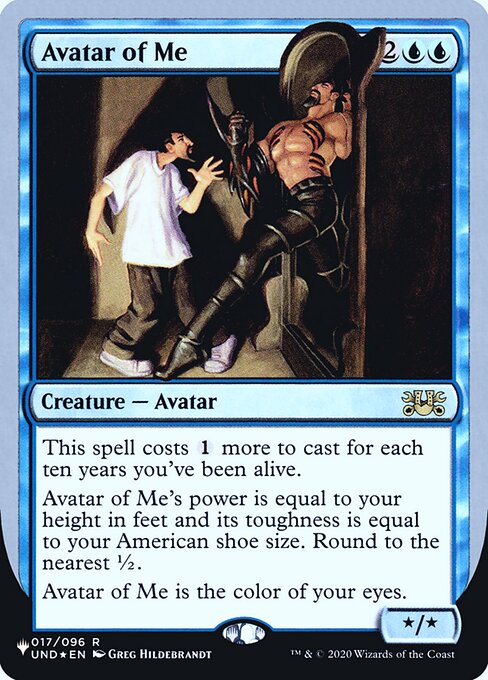 Avatar of Me 2
Creature — Avatar
This spell costs 1 more to cast for each
ten years you've been alive.
Avatar of Me's power is equal to your
height in feet and its toughness is equal
to your American shoe size. Round to the
nearest ½.
Avatar of Me is the color of your eyes.
*/*
017/096 R
UND★EN Greg Hildebrandt
™ & © 2020 Wizards of the Coast